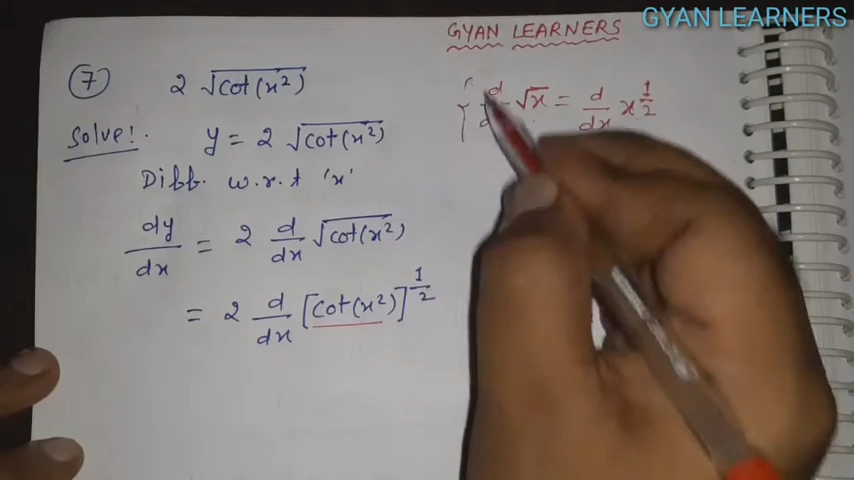 GYAN LEARNERS
GYAN LEARNERS
⑦ 2 √cot(x²)
Solve!.
y = 2 √cot(x²)
Diff. w.r.t 'x'
dy/dx = 2 d/dx √cot(x²)
= 2 d/dx [cot(x²)]^1/2
{ d √x = d/dx x^1/2